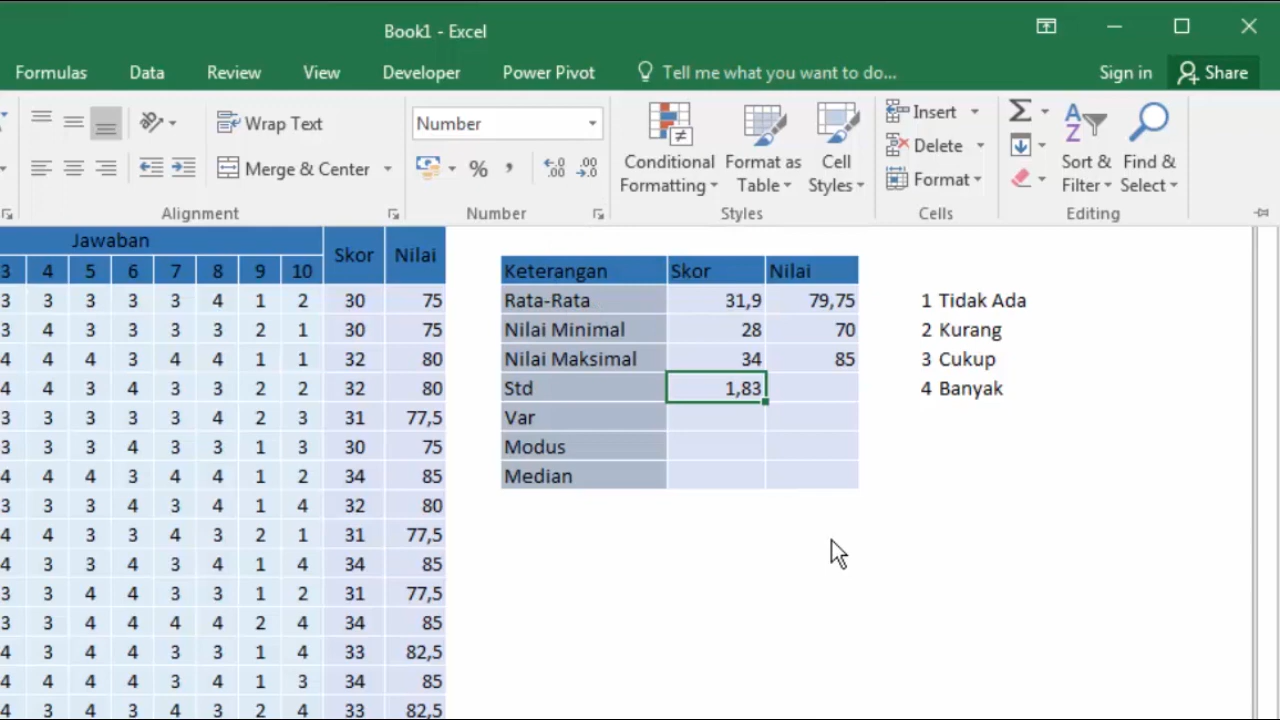 Book1 - Excel
Formulas Data Review View Developer Power Pivot Tell me what you want to do... Sign in Share
Wrap Text
Merge & Center
Alignment
Number
%
Number
Conditional Formatting
Format as Table
Cell Styles
Styles
Insert
Delete
Format
Cells
Sort & Filter
Find & Select
Editing
Jawaban Skor Nilai
3 4 5 6 7 8 9 10
3 3 3 3 3 4 1 2 30 75
3 4 3 3 3 3 2 1 30 75
4 4 4 3 4 4 1 1 32 80
4 4 3 4 3 3 2 2 32 80
3 3 3 3 3 4 2 3 31 77,5
3 3 3 4 3 3 1 3 30 75
4 4 4 3 4 4 1 2 34 85
3 3 3 4 3 4 1 4 32 80
4 4 3 3 4 3 2 1 31 77,5
4 3 3 4 3 4 1 4 34 85
3 3 4 4 3 3 1 2 31 77,5
3 3 4 4 4 4 2 4 34 85
4 3 4 4 3 3 1 4 33 82,5
4 4 4 4 3 4 1 3 34 85
4 3 4 3 4 3 2 4 33 82,5
Keterangan Skor Nilai
Rata-Rata 31,9 79,75
Nilai Minimal 28 70
Nilai Maksimal 34 85
Std 1,83
Var
Modus
Median
1 Tidak Ada
2 Kurang
3 Cukup
4 Banyak